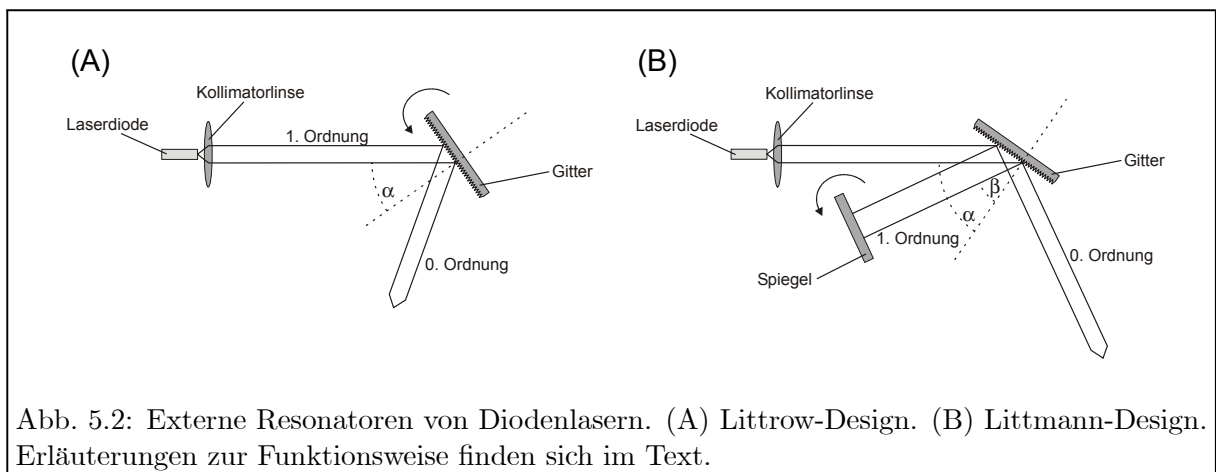 (A)
Kollimatorlinse
Laserdiode
1. Ordnung
α
Gitter
0. Ordnung
(B)
Kollimatorlinse
Laserdiode
Gitter
β
α
1. Ordnung
0. Ordnung
Spiegel
Abb. 5.2: Externe Resonatoren von Diodenlasern. (A) Littrow-Design. (B) Littmann-Design.
Erläuterungen zur Funktionsweise finden sich im Text.